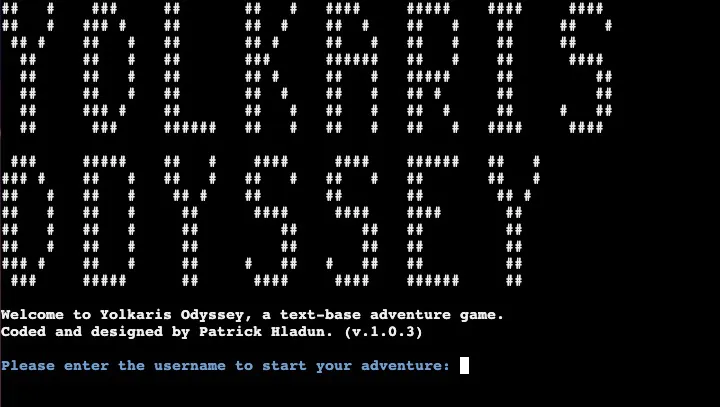 YOLKARIS
ODYSSEY
Welcome to Yolkaris Odyssey, a text-base adventure game.
Coded and designed by Patrick Hladun. (v.1.0.3)
Please enter the username to start your adventure: